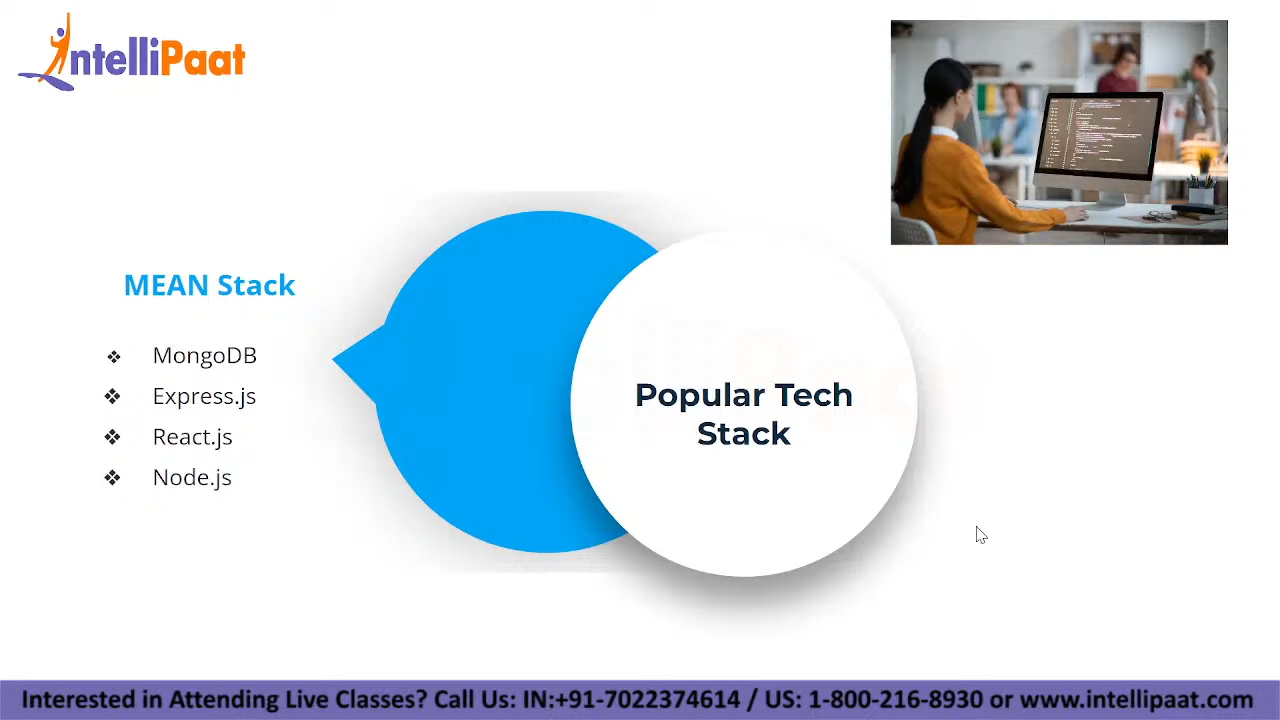 IntelliPaat
MEAN Stack
❖ MongoDB
❖ Express.js
❖ React.js
❖ Node.js
Popular Tech
Stack
Interested in Attending Live Classes? Call Us: IN:+91-7022374614 / US: 1-800-216-8930 or www.intellipaat.com